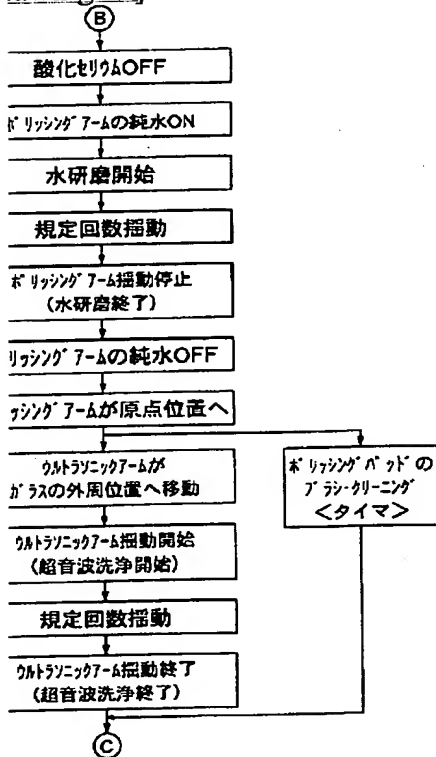 B
酸化セリウムOFF
ポリッシングアームの純水ON
水研磨開始
規定回数揺動
ポリッシングアーム揺動停止
(水研磨終了)
リッシングアームの純水OFF
ッシングアームが原点位置へ
ウルトラソニックアームが
ガラスの外周位置へ移動
ポリッシングパッドの
ブラシ・クリーニング
<タイマ>
ウルトラソニックアーム揺動開始
(超音波洗浄開始)
規定回数揺動
ウルトラソニックアーム揺動終了
(超音波洗浄終了)
C